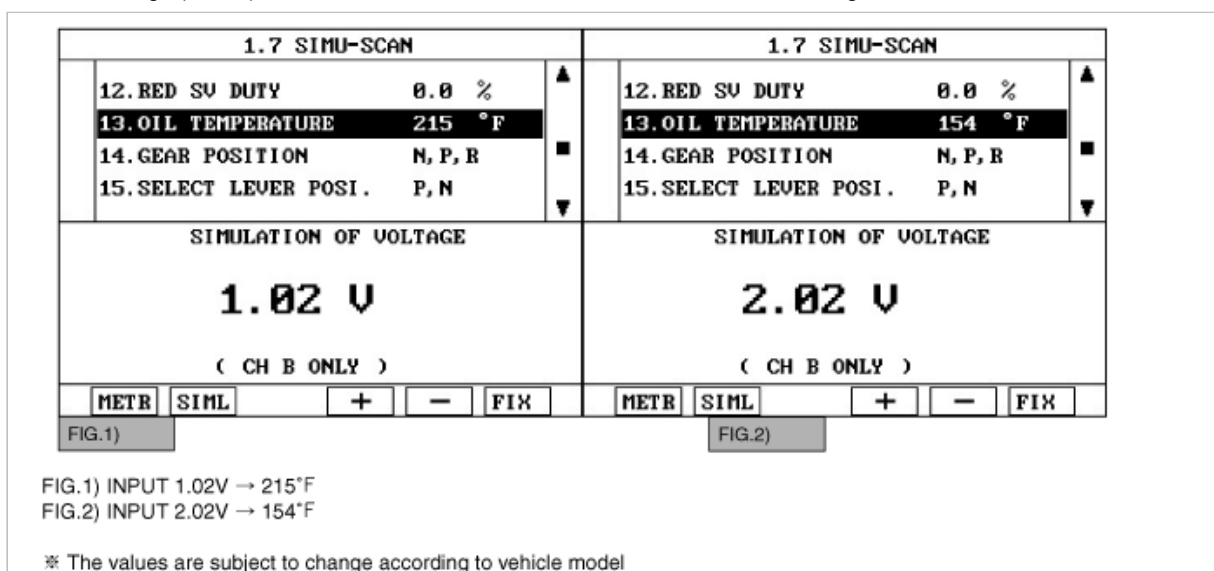 1.7 SIMU-SCAN
12.RED SV DUTY 0.0 %
13.OIL TEMPERATURE 215 °F
14.GEAR POSITION N,P,R
15.SELECT LEVER POSI. P,N
SIMULATION OF VOLTAGE
1.02 V
( CH B ONLY )
METR SIML + − FIX
FIG.1)
1.7 SIMU-SCAN
12.RED SV DUTY 0.0 %
13.OIL TEMPERATURE 154 °F
14.GEAR POSITION N,P,R
15.SELECT LEVER POSI. P,N
SIMULATION OF VOLTAGE
2.02 V
( CH B ONLY )
METR SIML + − FIX
FIG.2)
FIG.1) INPUT 1.02V → 215°F
FIG.2) INPUT 2.02V → 154°F
※ The values are subject to change according to vehicle model